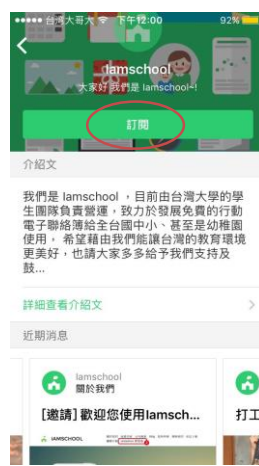 台灣大哥大 下午12:00 92%
Iamschool
大家好 我們是 Iamschool~!
訂閱
介紹文
我們是 Iamschool ,目前由台灣大學的學
生團隊負責營運,致力於發展免費的行動
電子聯絡簿給全台國中小、甚至是幼稚園
使用, 希望藉由我們能讓台灣的教育環境
更美好,也請大家多多給予我們支持及
鼓...
詳細查看介紹文
近期消息
Iamschool
關於我們
[邀請] 歡迎您使用Iamsch...
打工
IAMSCHOOL